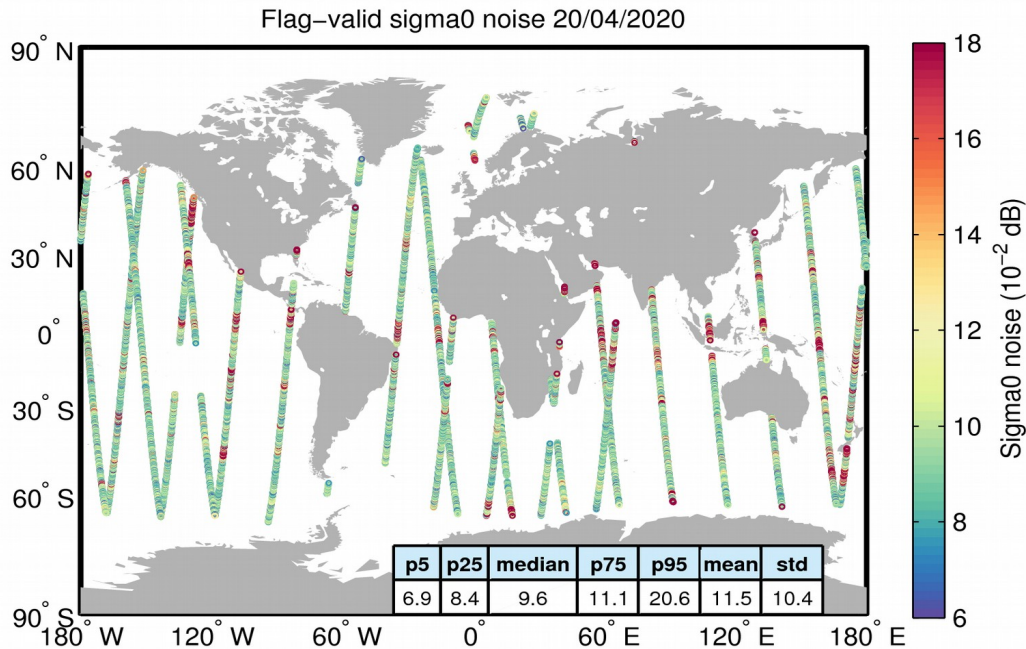 Flag−valid sigma0 noise 20/04/2020
90° N
60° N
30° N
0°
30° S
60° S
90° S
180° W
120° W
60° W
0°
60° E
120° E
180° E
p5 p25 median p75 p95 mean std
6.9 8.4 9.6 11.1 20.6 11.5 10.4
18
16
14
12
10
8
6
Sigma0 noise (10⁻² dB)